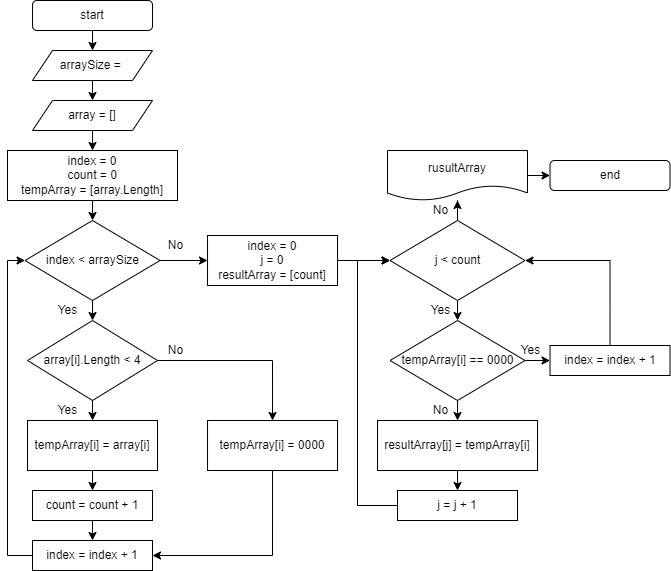 start
arraySize =
array = []
index = 0
count = 0
tempArray = [array.Length]
index < arraySize
No
Yes
array[i].Length < 4
No
Yes
tempArray[i] = array[i]
tempArray[i] = 0000
count = count + 1
index = index + 1
index = 0
j = 0
resultArray = [count]
rusultArray
end
No
j < count
Yes
tempArray[i] == 0000
Yes
index = index + 1
No
resultArray[j] = tempArray[i]
j = j + 1